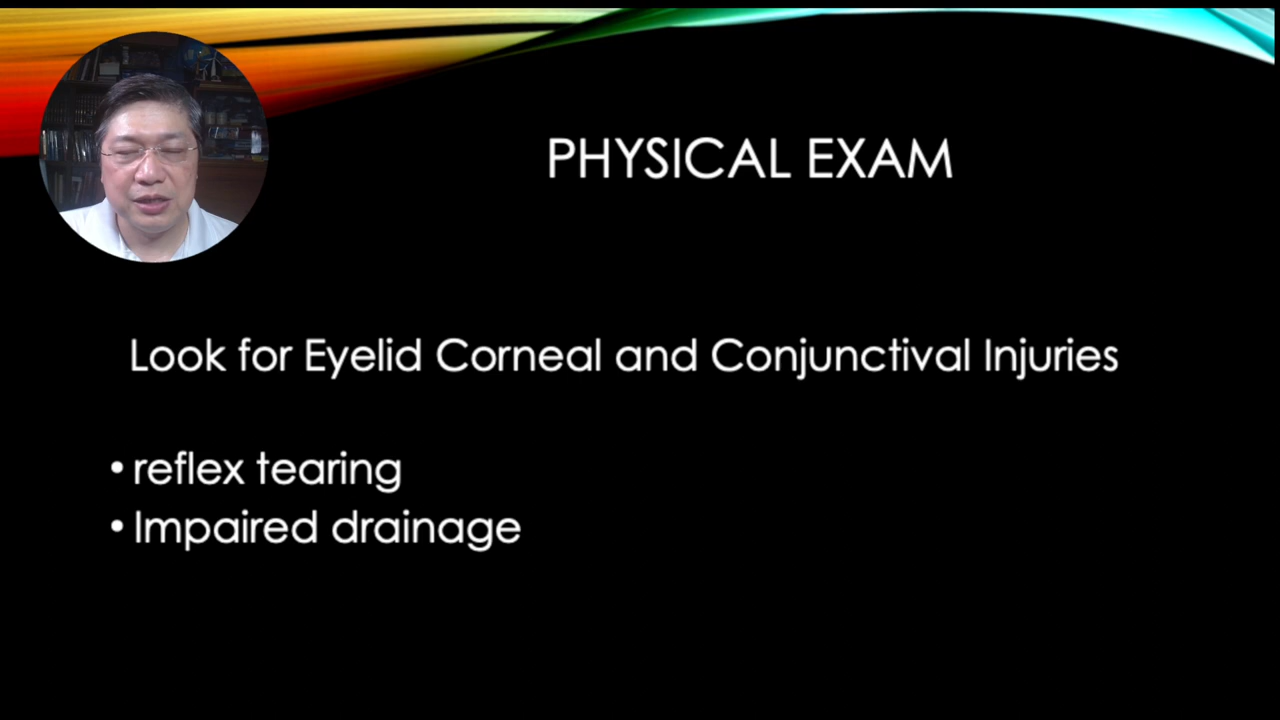 PHYSICAL EXAM
Look for Eyelid Corneal and Conjunctival Injuries
• reflex tearing
• Impaired drainage